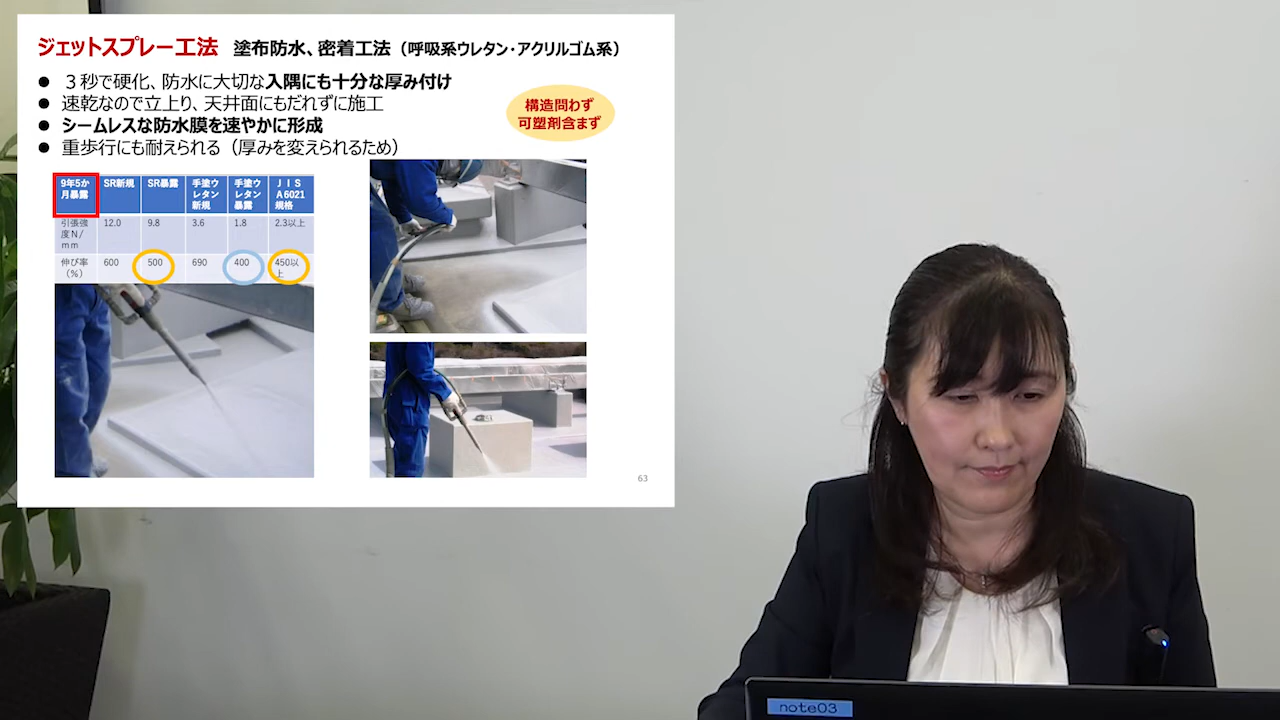 ジェットスプレー工法　塗布防水、密着工法（呼吸系ウレタン・アクリルゴム系）
● ３秒で硬化、防水に大切な入隅にも十分な厚み付け
● 速乾なので立上り、天井面にもだれずに施工
● シームレスな防水膜を速やかに形成
● 重歩行にも耐えられる（厚みを変えられるため）
構造問わず
可塑剤含まず
9年5か 月暴露 SR新規 SR暴露 手塗ウ レタン 新規 手塗ウ レタン 暴露 ＪＩＳ A6021 規格
引張強 度Ｎ/ ｍｍ 12.0 9.8 3.6 1.8 2.3以上
伸び率 （％） 600 500 690 400 450以 上
63
note03